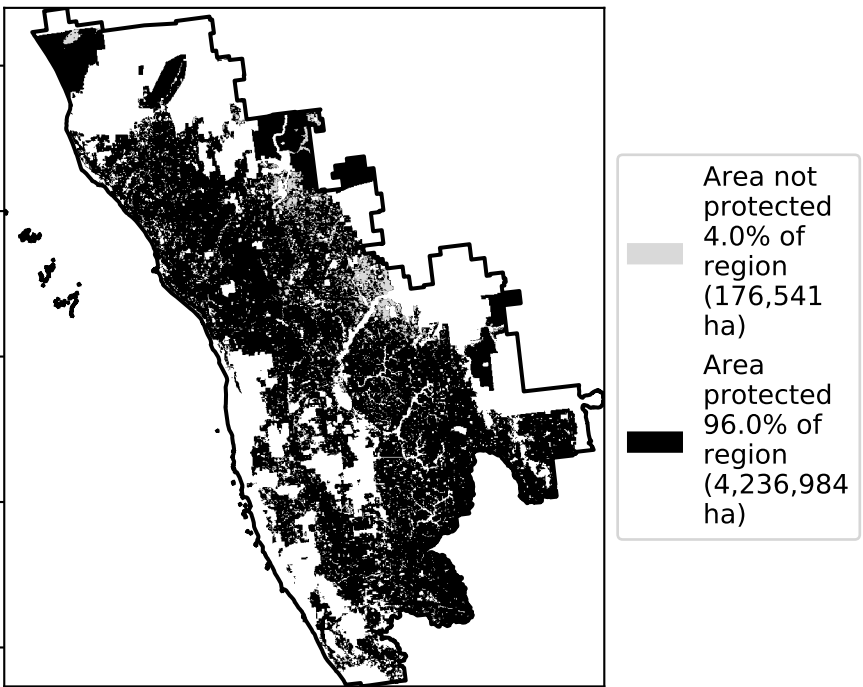 Area not
protected
4.0% of
region
(176,541
ha)
Area
protected
96.0% of
region
(4,236,984
ha)